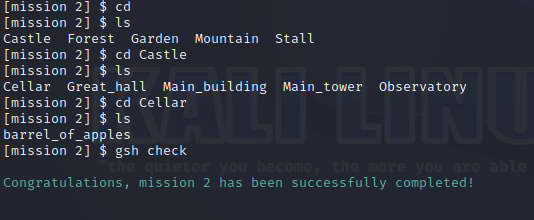 [mission 2] $ cd
[mission 2] $ ls
Castle  Forest  Garden  Mountain  Stall
[mission 2] $ cd Castle
[mission 2] $ ls
Cellar  Great_hall  Main_building  Main_tower  Observatory
[mission 2] $ cd Cellar
[mission 2] $ ls
barrel_of_apples
KALI LINU
[mission 2] $ gsh check
"the quieter you become, the more you are able
Congratulations, mission 2 has been successfully completed!